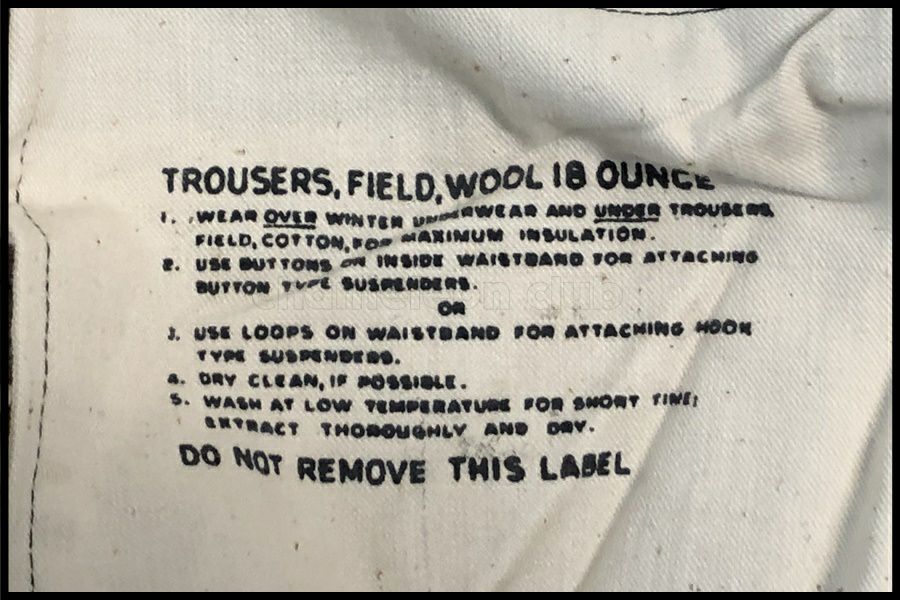 TROUSERS, FIELD, WOOL 18 OUNCE
1. WEAR OVER WINTER UNDERWEAR AND UNDER TROUSERS,
FIELD, COTTON, FOR MAXIMUM INSULATION.
2. USE BUTTONS ON INSIDE WAISTBAND FOR ATTACHING
BUTTON TYPE SUSPENDERS.
OR
3. USE LOOPS ON WAISTBAND FOR ATTACHING HOOK
TYPE SUSPENDERS.
4. DRY CLEAN, IF POSSIBLE.
5. WASH AT LOW TEMPERATURE FOR SHORT TIME;
EXTRACT THOROUGHLY AND DRY.
DO NOT REMOVE THIS LABEL
chameleon club